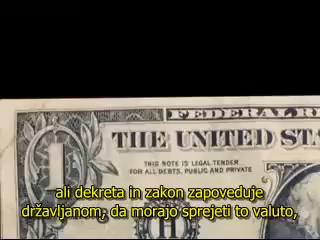 FEDERAL RE
THE UNITED STA
THIS NOTE IS LEGAL TENDER
FOR ALL DEBTS, PUBLIC AND PRIVATE
1
H
ali dekreta in zakon zapoveduje
državljanom, da morajo sprejeti to valuto,